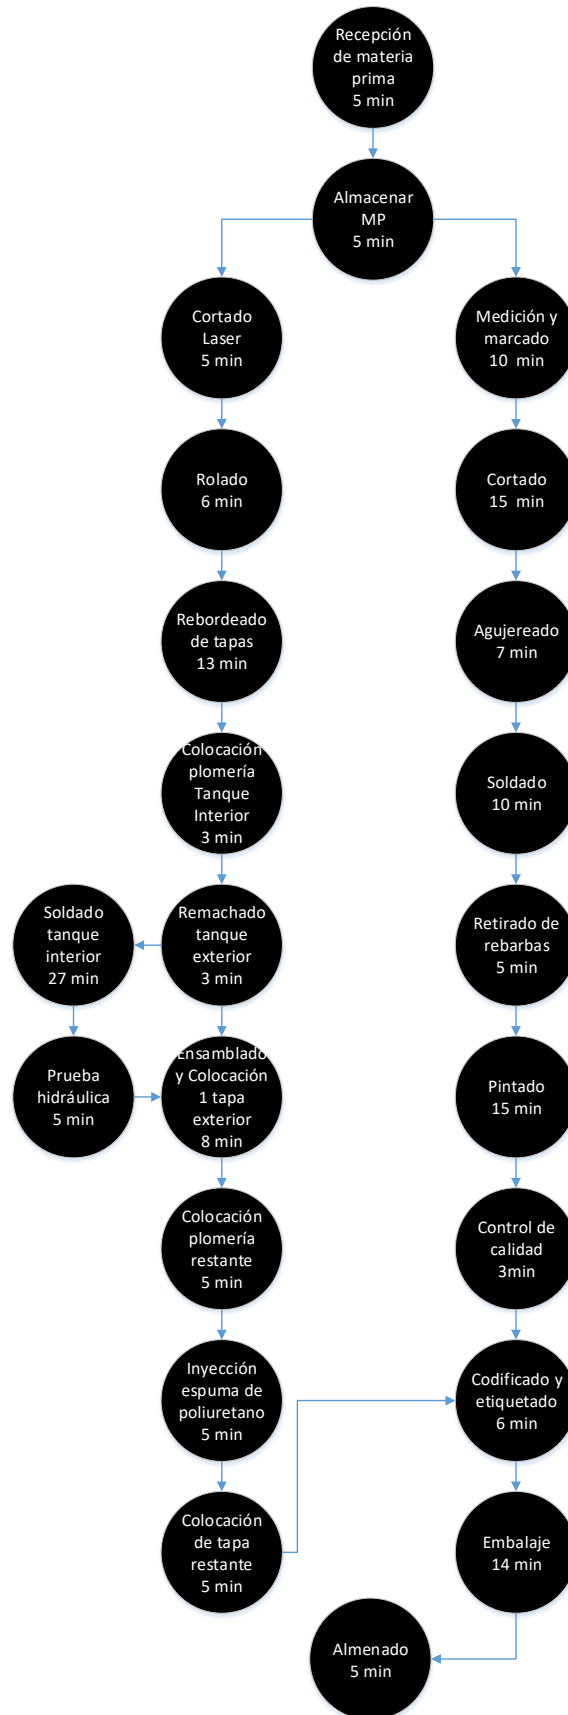 Recepción
de materia
prima
5 min
Almacenar
MP
5 min
Cortado
Laser
5 min
Medición y
marcado
10 min
Rolado
6 min
Cortado
15 min
Rebordeado
de tapas
13 min
Agujereado
7 min
Colocación
plomería
Tanque
Interior
3 min
Soldado
10 min
Soldado
tanque
interior
27 min
Remachado
tanque
exterior
3 min
Retirado de
rebarbas
5 min
Prueba
hidráulica
5 min
Ensamblado
y Colocación
1 tapa
exterior
8 min
Pintado
15 min
Colocación
plomería
restante
5 min
Control de
calidad
3min
Inyección
espuma de
poliuretano
5 min
Codificado y
etiquetado
6 min
Colocación
de tapa
restante
5 min
Embalaje
14 min
Almenado
5 min